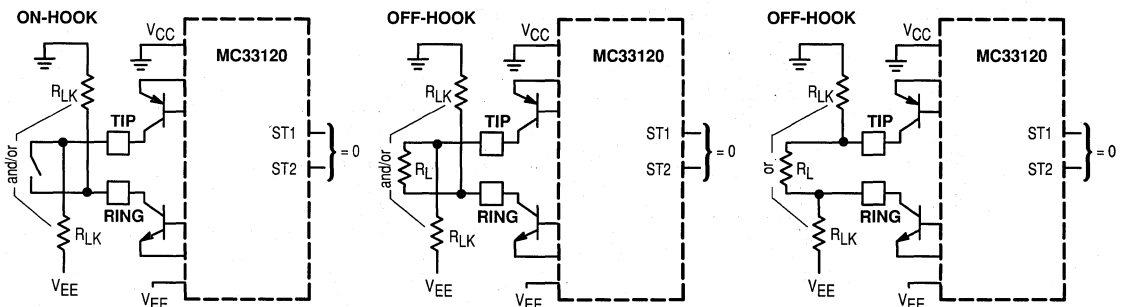 ON-HOOK
VCC
MC33120
RLK
TIP
ST1
and/or
= 0
ST2
RING
RLK
VEE
VEE
OFF-HOOK
VCC
MC33120
RLK
TIP
ST1
and/or
RL
= 0
ST2
RING
RLK
VEE
VEE
OFF-HOOK
VCC
MC33120
RLK
TIP
ST1
or
RL
= 0
ST2
RING
RLK
VEE
VEE